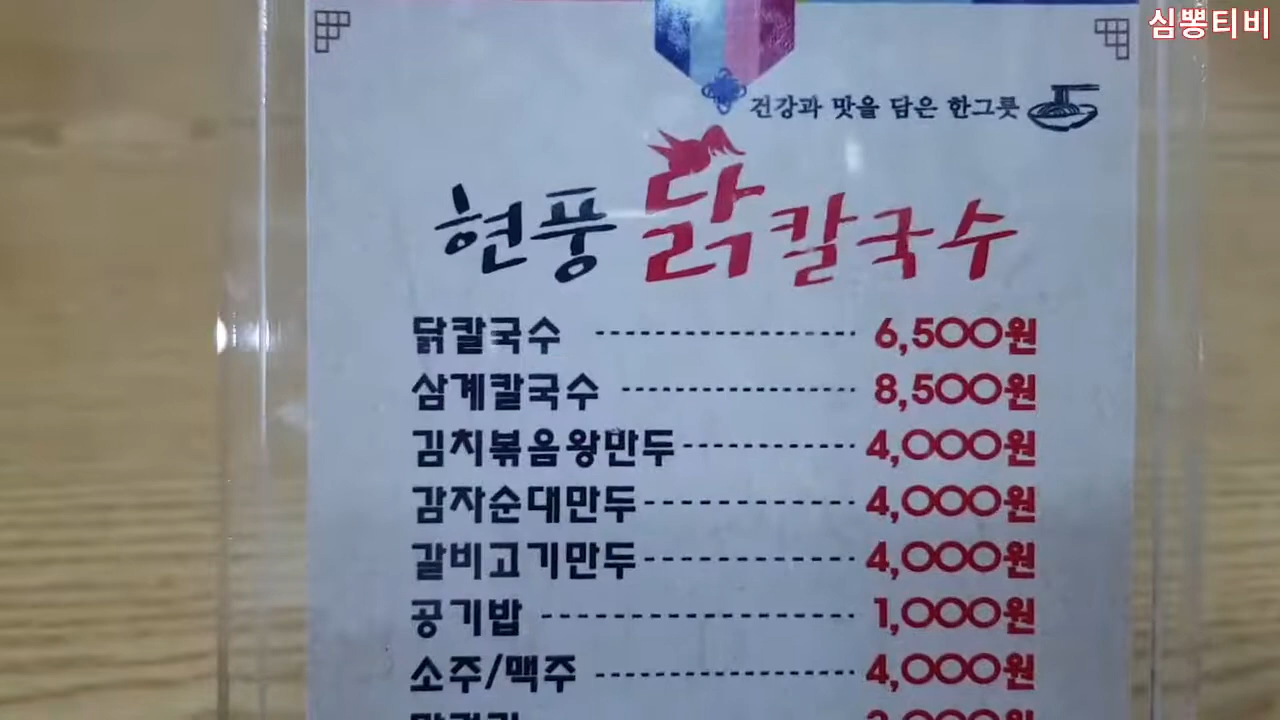 심뽕티비
건강과 맛을 담은 한그릇
현풍 닭칼국수
닭칼국수 6,500원
삼계칼국수 8,500원
김치볶음왕만두 4,000원
감자순대만두 4,000원
갈비고기만두 4,000원
공기밥 1,000원
소주/맥주 4,000원